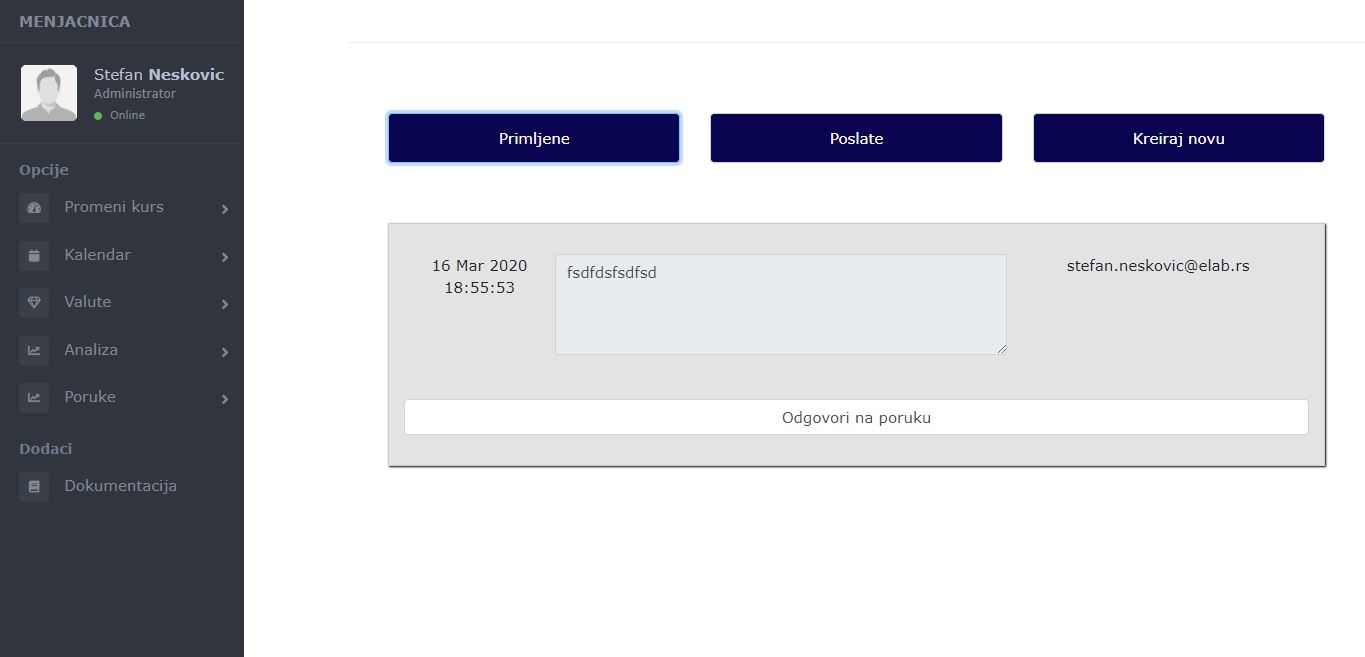 MENJACNICA
Stefan Neskovic
Administrator
Online
Opcije
Promeni kurs
Kalendar
Valute
Analiza
Poruke
Dodaci
Dokumentacija
Primljene
Poslate
Kreiraj novu
16 Mar 2020
18:55:53
fsdfdsfsdfsd
stefan.neskovic@elab.rs
Odgovori na poruku